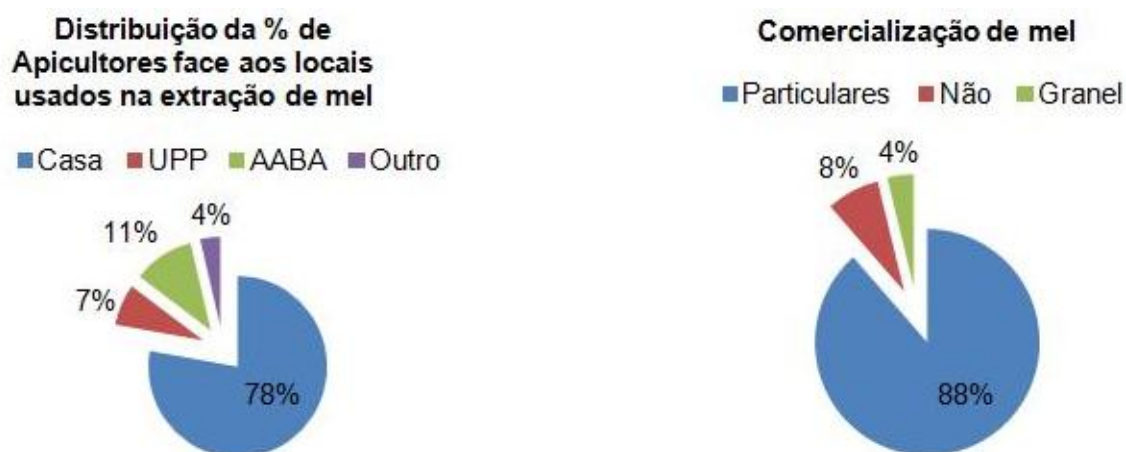 Distribuição da % de
Apicultores face aos locais
usados na extração de mel
Casa UPP AABA Outro
4%
11%
7%
78%
Comercialização de mel
Particulares Não Granel
4%
8%
88%